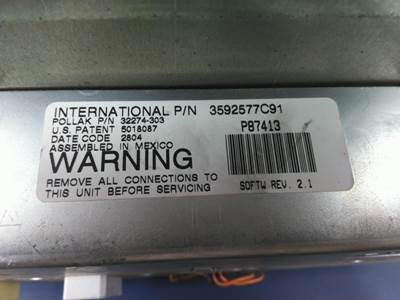 INTERNATIONAL P/N 3592577C91
POLLAK P/N 32274-303
U.S. PATENT 5018087
DATE CODE 2804
ASSEMBLED IN MEXICO
P87413
WARNING
REMOVE ALL CONNECTIONS TO
THIS UNIT BEFORE SERVICING
SOFTW REV. 2.1